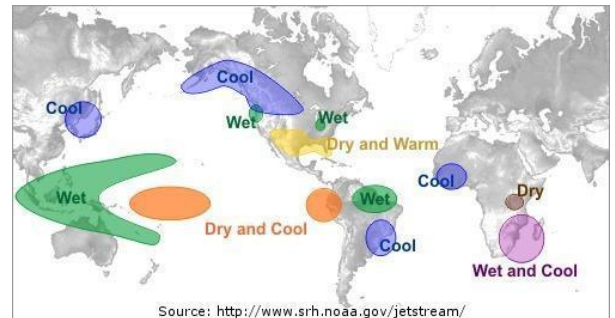 Cool
Cool
Wet
Wet
Dry and Warm
Cool
Dry
Wet
Wet
Dry and Cool
Cool
Wet and Cool
Source: http://www.srh.noaa.gov/jetstream/